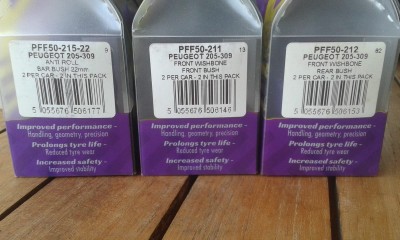 PFF50-215-22 9
PEUGEOT 205-309
ANTI ROLL
BAR BUSH 22mm
2 PER CAR - 2 IN THIS PACK
5 055676 506177
Improved performance -
Handling, geometry, precision
Prolongs tyre life -
Reduced tyre wear
Increased safety -
Improved stability
PFF50-211 13
PEUGEOT 205-309
FRONT WISHBONE
FRONT BUSH
2 PER CAR - 2 IN THIS PACK
5 055676 506146
Improved performance -
Handling, geometry, precision
Prolongs tyre life -
Reduced tyre wear
Increased safety -
Improved stability
PFF50-212
PEUGEOT 205-309
FRONT WISHBONE
REAR BUSH
2 PER CAR - 2 IN THIS PACK
5 055676 506153
Improved performance -
Handling, geometry, precision
Prolongs tyre life -
Reduced tyre wear
Increased safety -
Improved stability